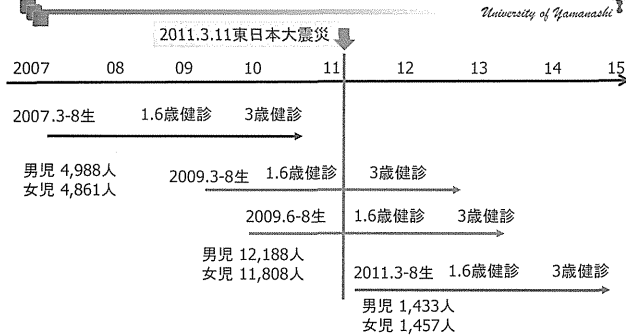 University of Yamanashi
2011.3.11東日本大震災
2007 08 09 10 11 12 13 14 15
2007.3-8生 1.6歳健診 3歳健診
男児 4,988人
女児 4,861人
2009.3-8生 1.6歳健診 3歳健診
2009.6-8生 1.6歳健診 3歳健診
男児 12,188人
女児 11,808人
2011.3-8生 1.6歳健診 3歳健診
男児 1,433人
女児 1,457人